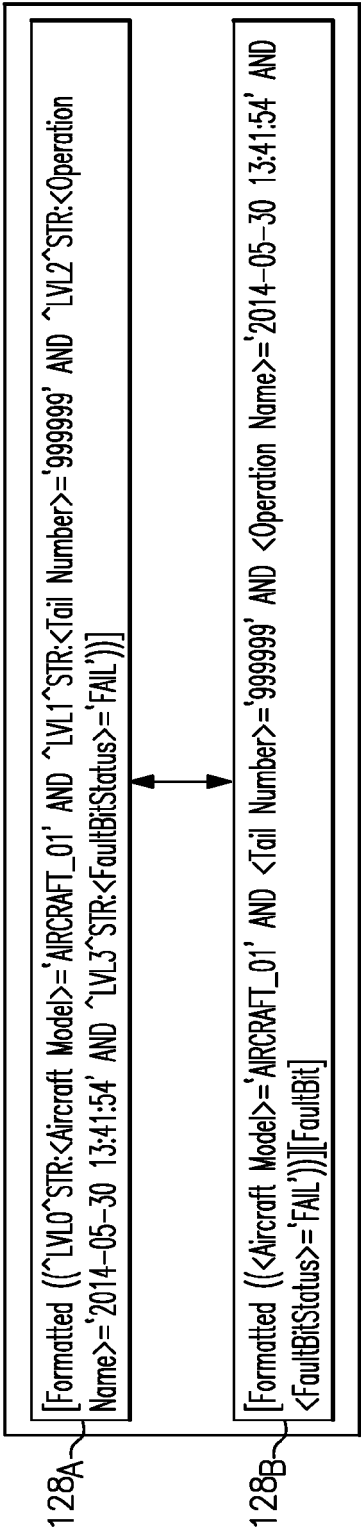 128A
[Formatted ((^LVL0^STR:<Aircraft Model>=‘AIRCRAFT_01’ AND ^LVL1^STR:<Tail Number>=‘999999’ AND ^LVL2^STR:<Operation
Name>=‘2014-05-30 13:41:54’ AND ^LVL3^STR:<FaultBitStatus>=‘FAIL’))]
128B
[Formatted ((<Aircraft Model>=‘AIRCRAFT_01’ AND <Tail Number>=‘999999’ AND <Operation Name>=‘2014-05-30 13:41:54’ AND
<FaultBitStatus>=‘FAIL’))][FaultBit]